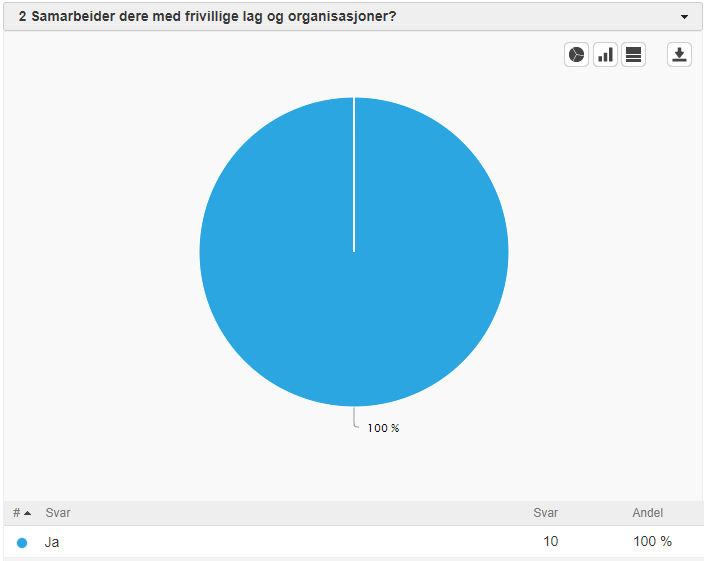 2 Samarbeider dere med frivillige lag og organisasjoner?
100 %
# Svar Svar Andel
Ja 10 100 %